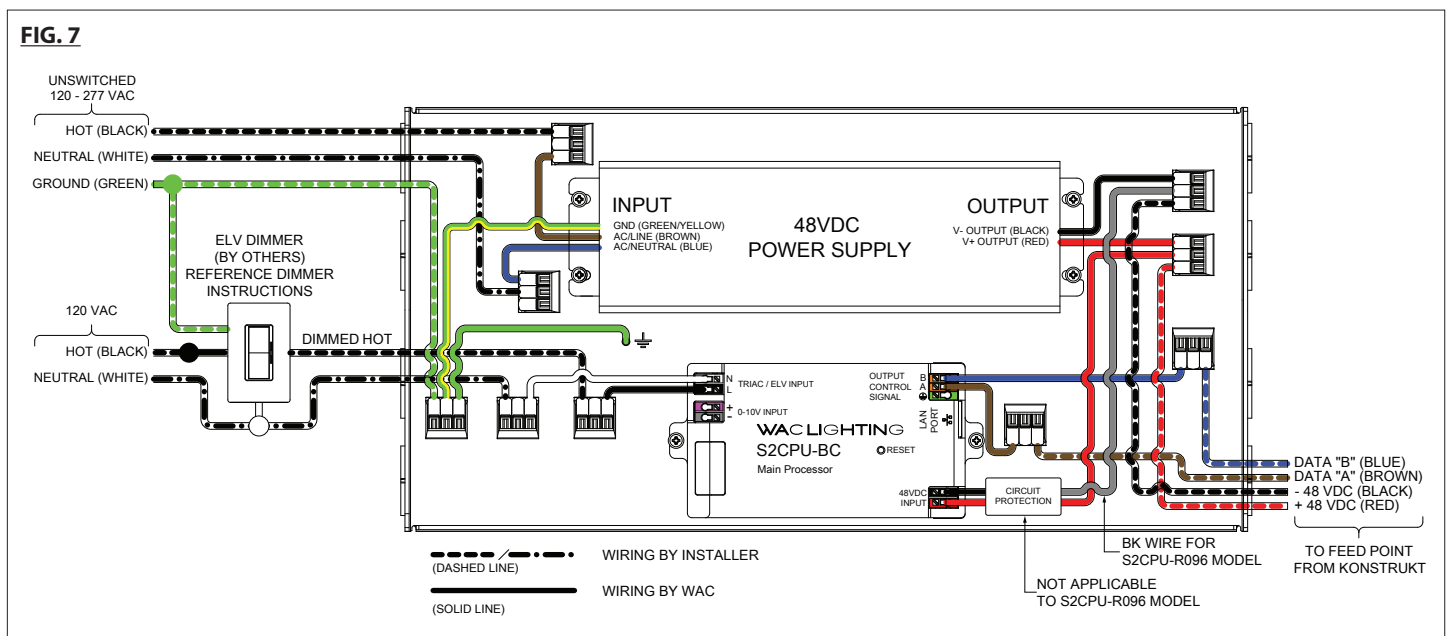 FIG. 7
UNSWITCHED
120 - 277 VAC
HOT (BLACK)
NEUTRAL (WHITE)
GROUND (GREEN)
ELV DIMMER
(BY OTHERS)
REFERENCE DIMMER
INSTRUCTIONS
120 VAC
HOT (BLACK)
NEUTRAL (WHITE)
DIMMED HOT
INPUT
GND (GREEN/YELLOW)
AC/LINE (BROWN)
AC/NEUTRAL (BLUE)
48VDC
POWER SUPPLY
OUTPUT
V- OUTPUT (BLACK)
V+ OUTPUT (RED)
N
L
TRIAC / ELV INPUT
+
-
0-10V INPUT
OUTPUT
CONTROL
SIGNAL
B
A
LAN
PORT
WAC LIGHTING
S2CPU-BC
Main Processor
RESET
48VDC
INPUT
CIRCUIT
PROTECTION
DATA "B" (BLUE)
DATA "A" (BROWN)
- 48 VDC (BLACK)
+ 48 VDC (RED)
TO FEED POINT
FROM KONSTRUKT
BK WIRE FOR
S2CPU-R096 MODEL
NOT APPLICABLE
TO S2CPU-R096 MODEL
WIRING BY INSTALLER
(DASHED LINE)
WIRING BY WAC
(SOLID LINE)